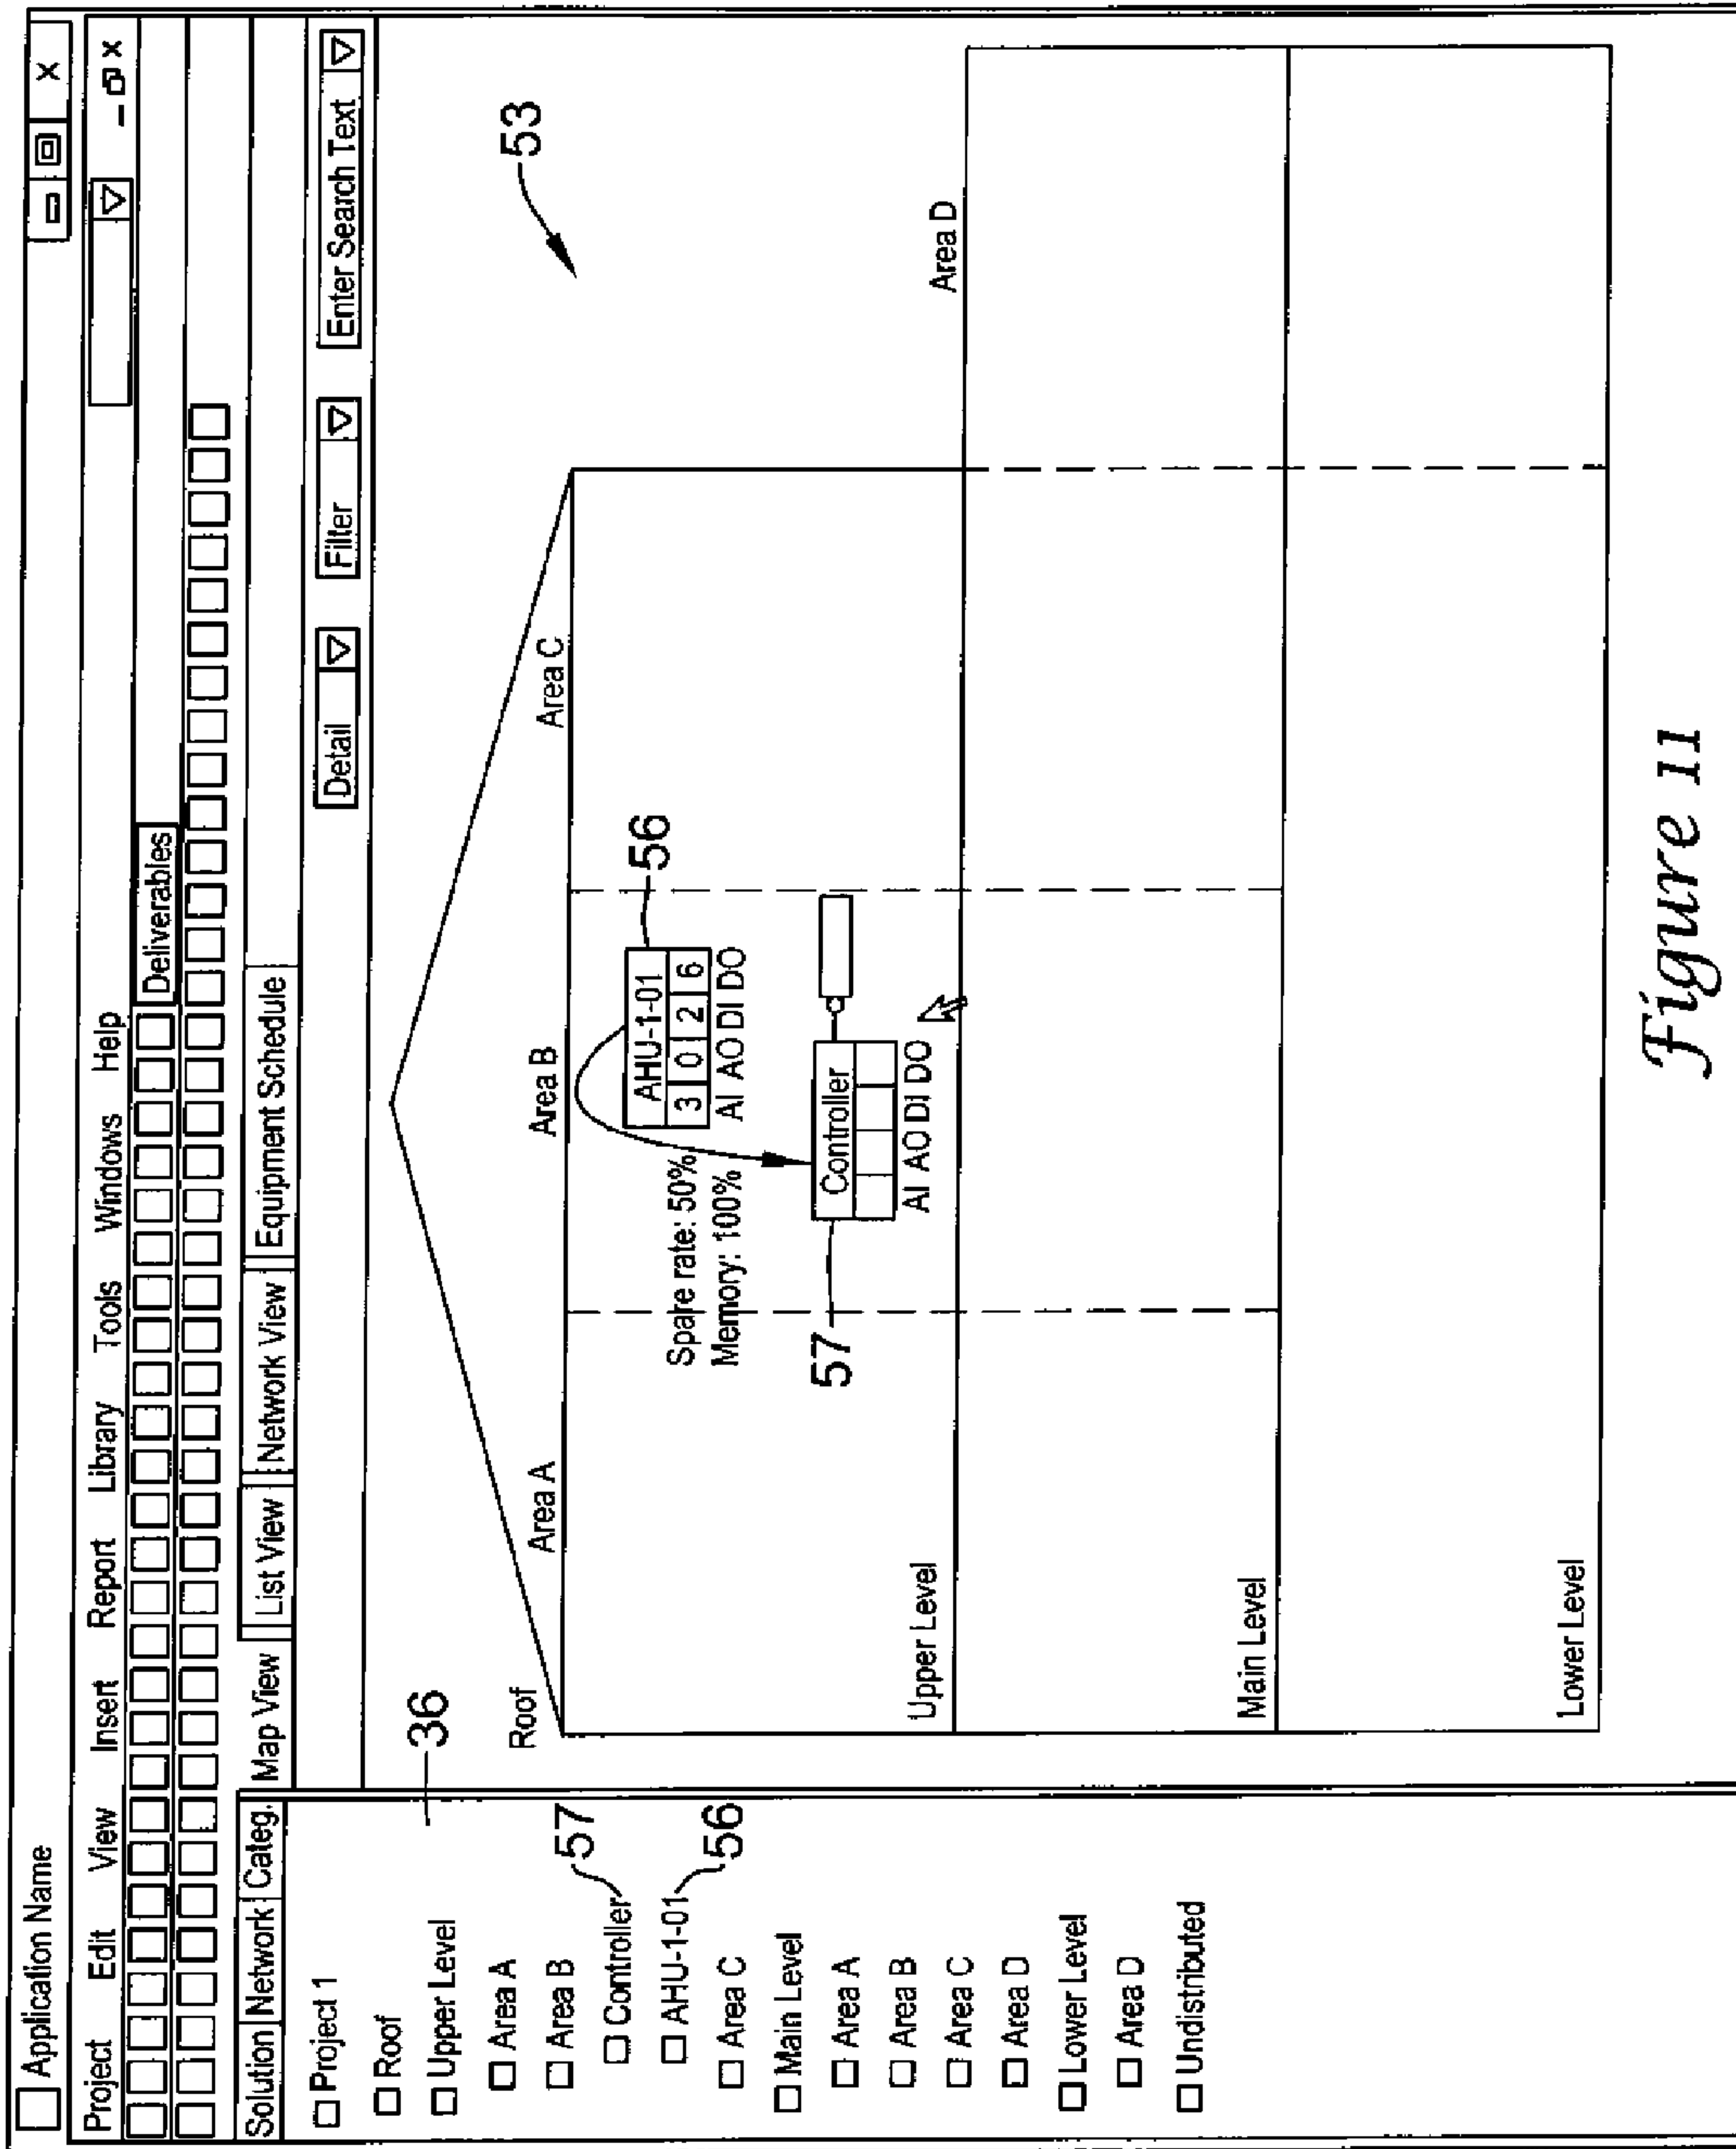 Application Name
X
Project Edit View Insert Report Library Tools Windows Help
X
Deliverables
Solution Network Categ. Map View List View Network View Equipment Schedule
Detail Filter Enter Search Text
Project 1
Roof
Upper Level
Area A
Area B
Controller 57
AHU-1-01 56
Area C
Main Level
Area A
Area B
Area C
Area D
Lower Level
Area D
Undistributed
36
53
Roof
Area A
Area B
Area C
56
AHU-1-01
3 0 2 6
AI AO DI DO
Spare rate: 50%
Memory: 100%
57
Controller
AI AO DI DO
Upper Level
Area D
Main Level
Lower Level
Figure 11